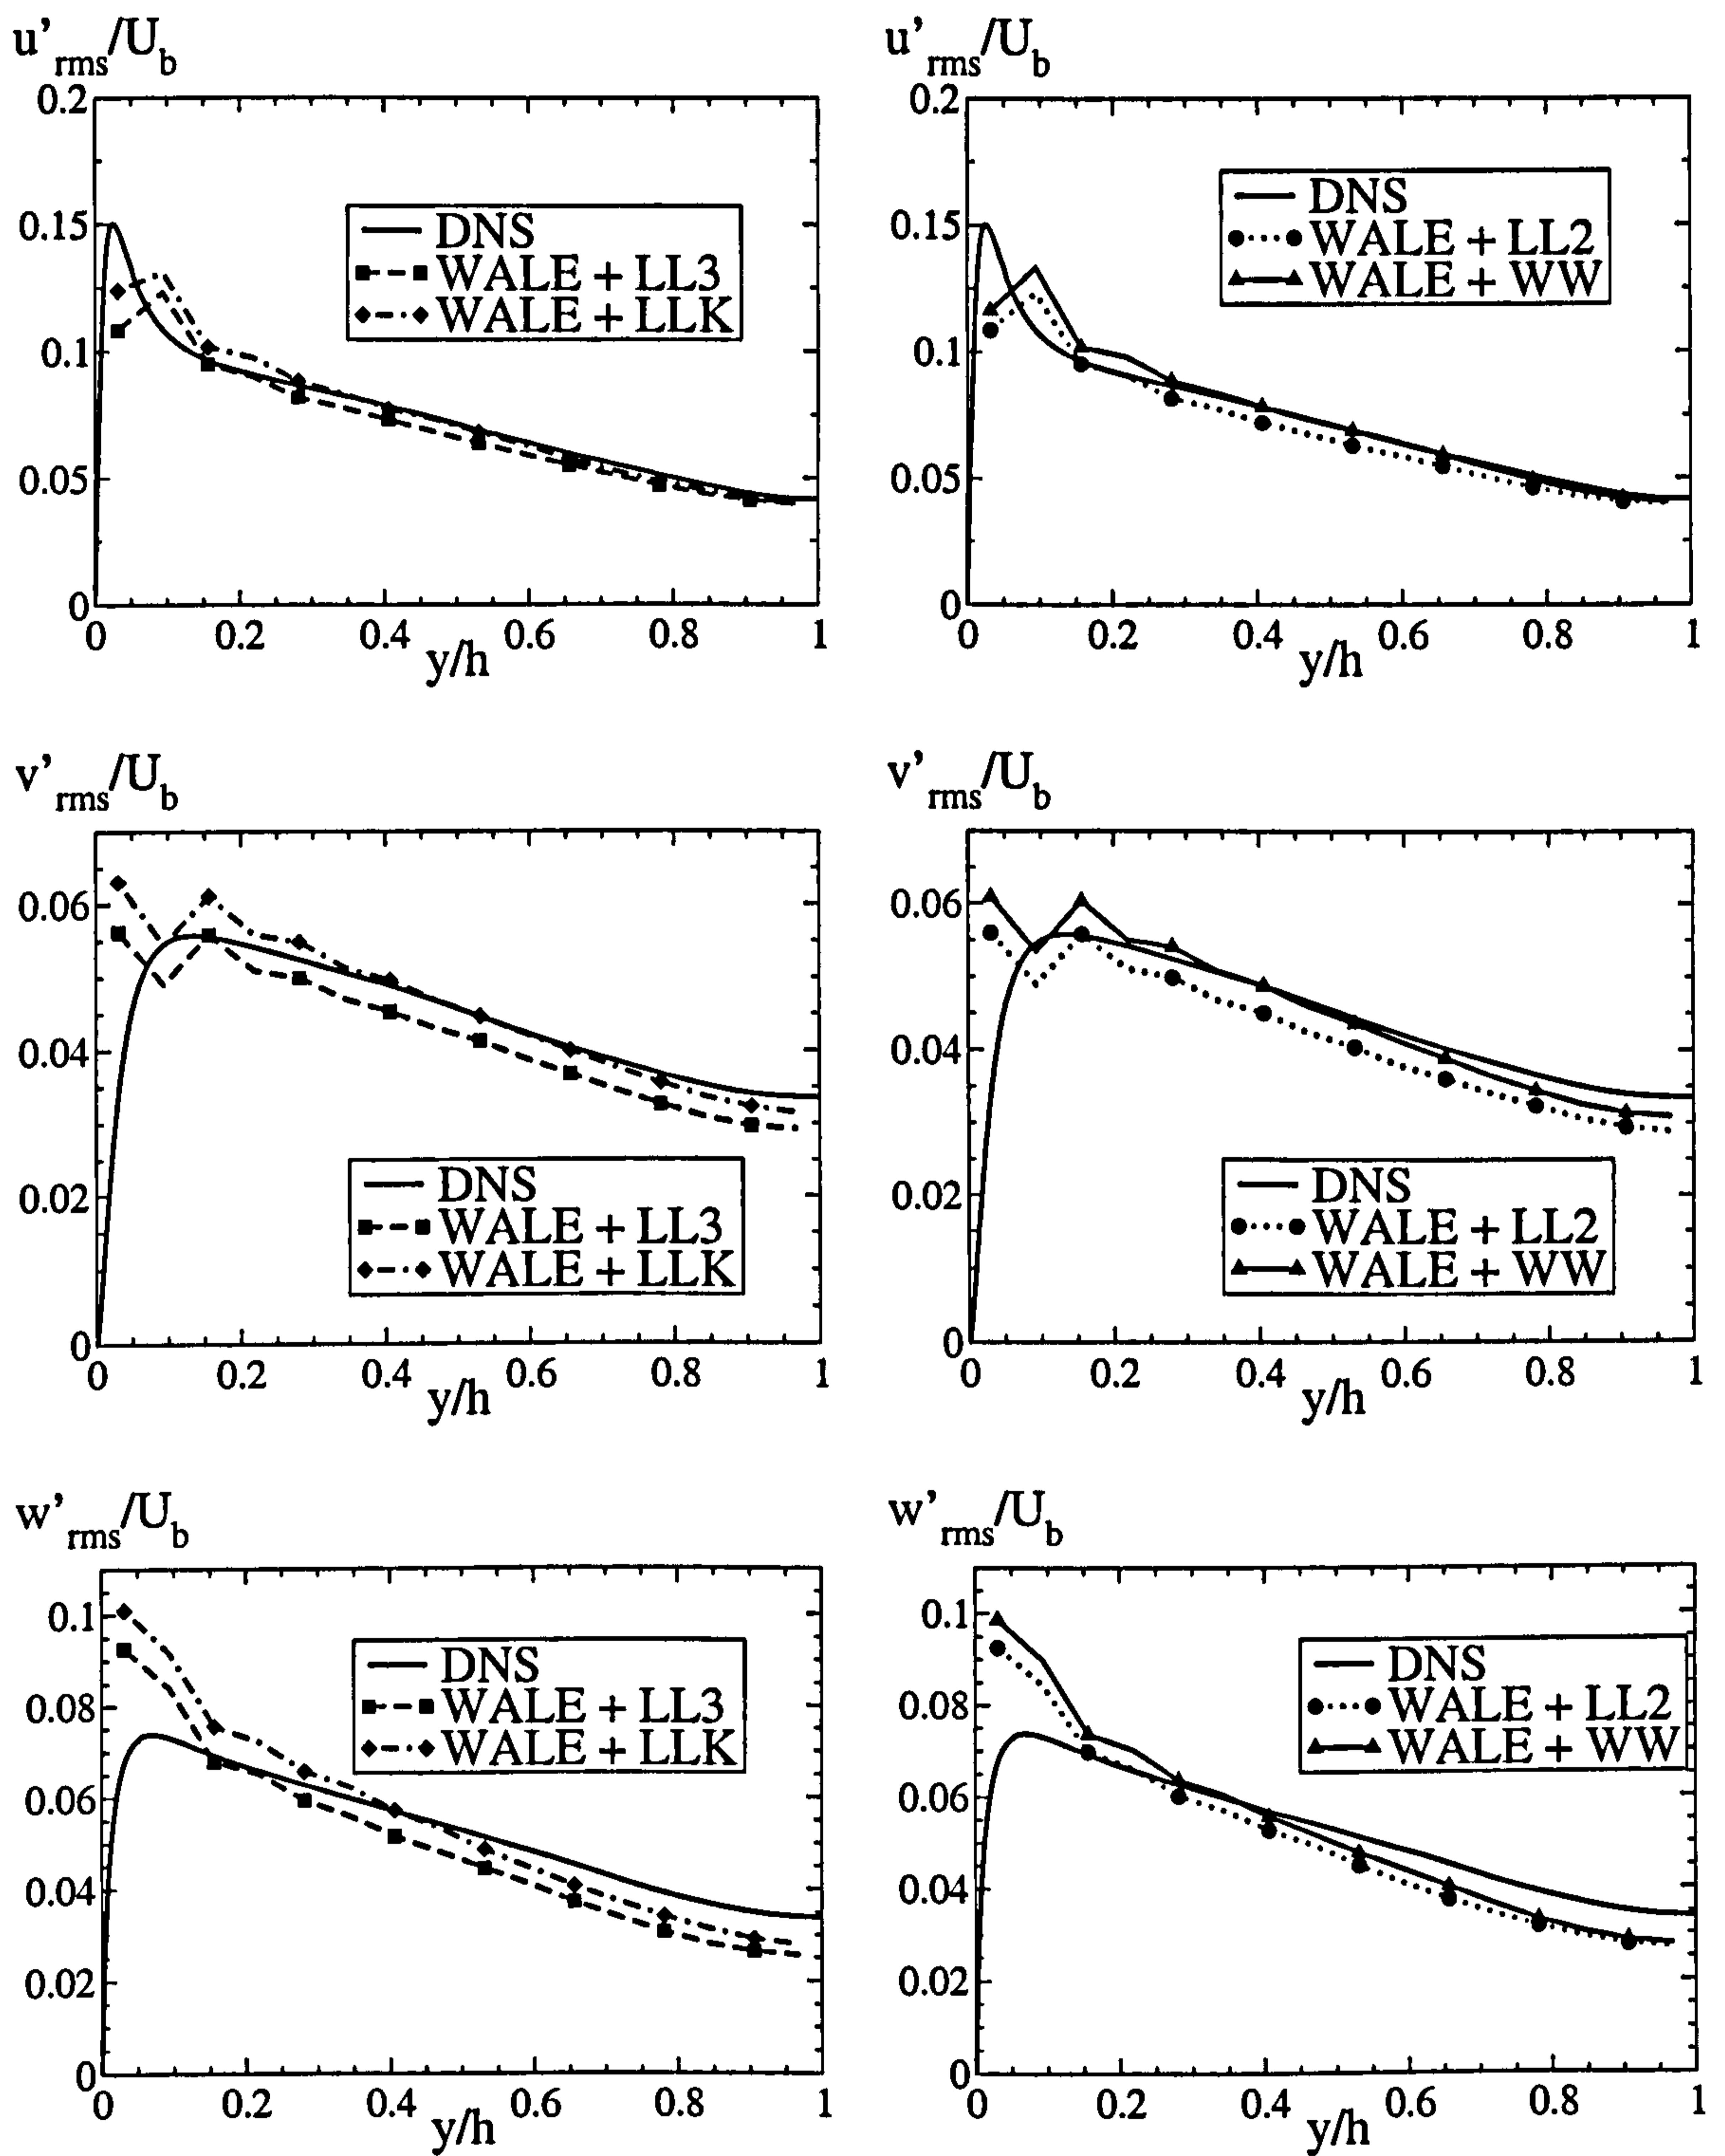 u'rms/Ub
0.2
0.15
0.1
0.05
0
0 0.2 0.4 0.6 0.8 1
y/h
DNS
WALE + LL3
WALE + LLK
u'rms/Ub
0.2
0.15
0.1
0.05
0
0 0.2 0.4 0.6 0.8 1
y/h
DNS
WALE + LL2
WALE + WW
v'rms/Ub
0.06
0.04
0.02
0
0 0.2 0.4 0.6 0.8 1
y/h
DNS
WALE + LL3
WALE + LLK
v'rms/Ub
0.06
0.04
0.02
0
0 0.2 0.4 0.6 0.8 1
y/h
DNS
WALE + LL2
WALE + WW
w'rms/Ub
0.1
0.08
0.06
0.04
0.02
0
0 0.2 0.4 0.6 0.8 1
y/h
DNS
WALE + LL3
WALE + LLK
w'rms/Ub
0.1
0.08
0.06
0.04
0.02
0
0 0.2 0.4 0.6 0.8 1
y/h
DNS
WALE + LL2
WALE + WW